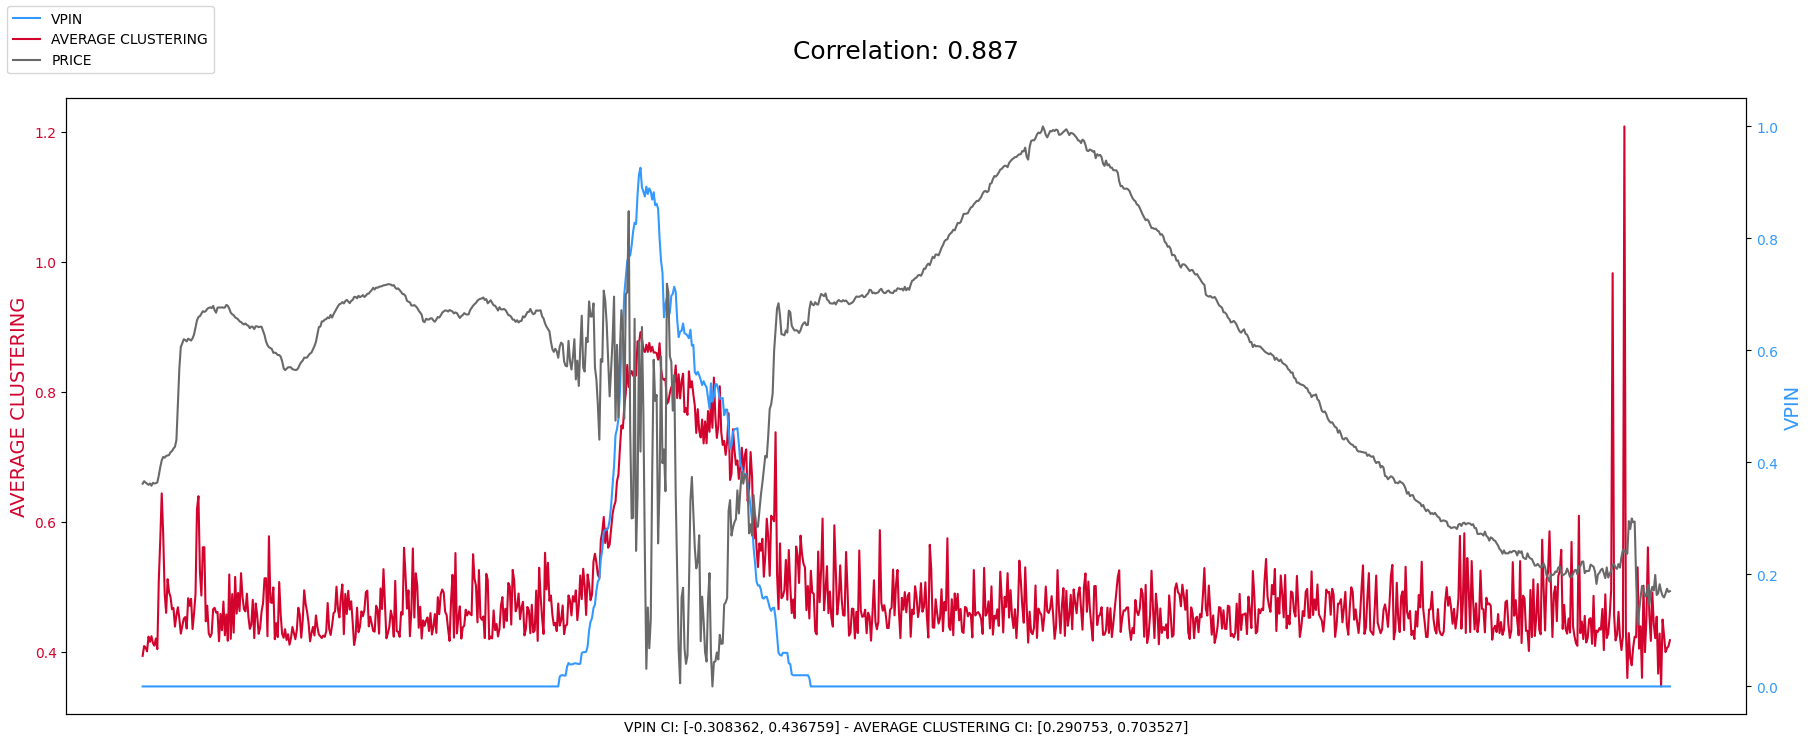 VPIN
AVERAGE CLUSTERING
PRICE
Correlation: 0.887
1.2
1.0
0.8
0.6
0.4
AVERAGE CLUSTERING
1.0
0.8
0.6
0.4
0.2
0.0
VPIN
VPIN CI: [-0.308362, 0.436759] - AVERAGE CLUSTERING CI: [0.290753, 0.703527]